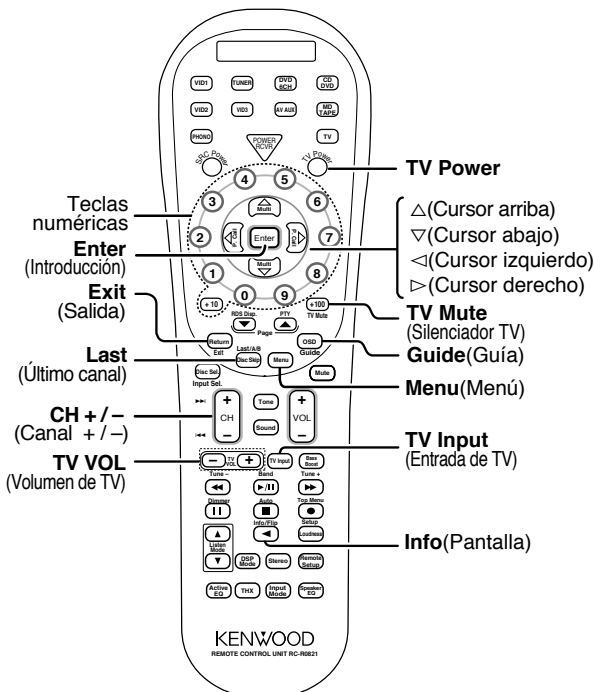 VID1 TUNER DVD 6CH CD DVD
VID2 VID3 AV AUX MD TAPE
PHONO POWER RCVR TV
SRC Power TV Power
TV Power
4 5
3 6
2 7
1 8
0 9
Multi
P. Call Enter P. Call
Multi
+10 +100
Teclas
numéricas
Enter
(Introducción)
Exit
(Salida)
Last
(Último canal)
CH + / –
(Canal + / –)
TV VOL
(Volumen de TV)
△(Cursor arriba)
▽(Cursor abajo)
◁(Cursor izquierdo)
▷(Cursor derecho)
TV Mute
(Silenciador TV)
Guide(Guía)
Menu(Menú)
TV Input
(Entrada de TV)
Info(Pantalla)
RDS Disp. PTY TV Mute
Page
Return OSD
Exit Last/A/B Guide
Disc Skip Menu
Disc Sel. Mute
Input Sel.
+ Tone +
CH VOL
– Sound –
– TV VOL + TV Input Bass Boost
Tune – Band Tune +
Dimmer Auto Top Menu
Info/Flip Setup
Loudness
Listen Mode
DSP Mode Stereo Remote Setup
Active EQ THX Input Mode Speaker EQ
KENWOOD
REMOTE CONTROL UNIT RC-R0821